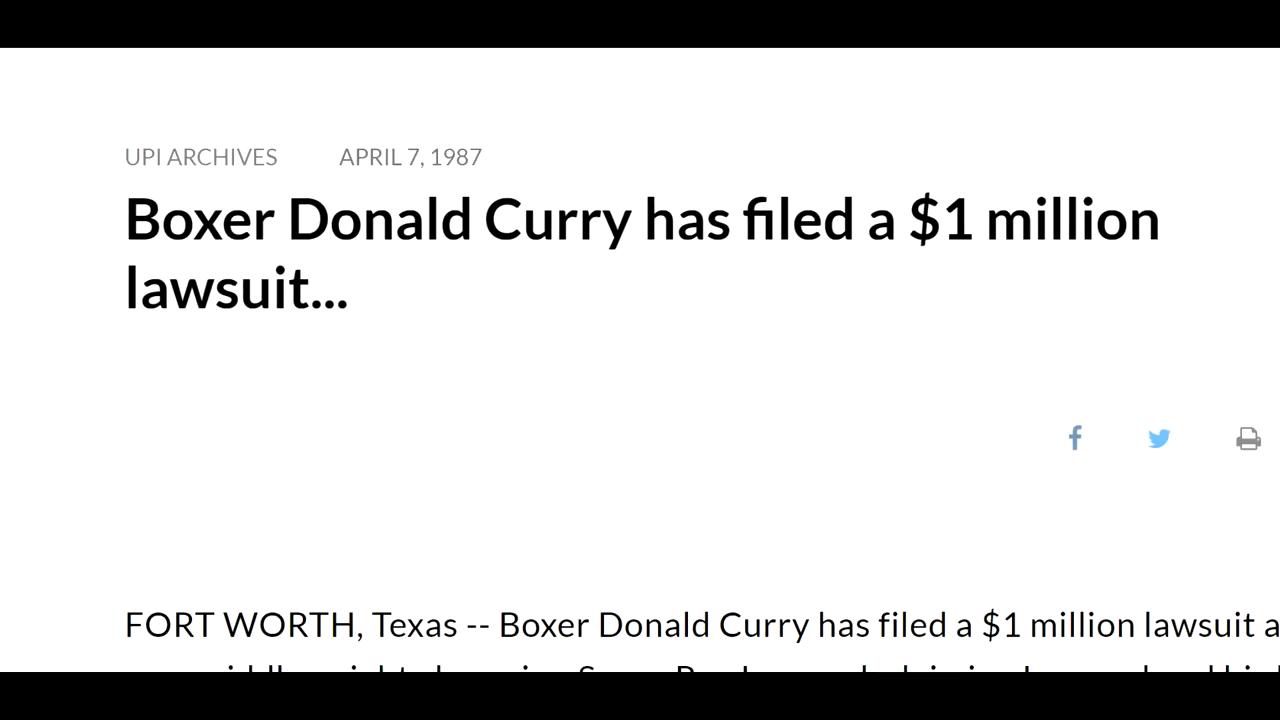 UPI ARCHIVES APRIL 7, 1987
Boxer Donald Curry has filed a $1 million
lawsuit...
FORT WORTH, Texas -- Boxer Donald Curry has filed a $1 million lawsuit a